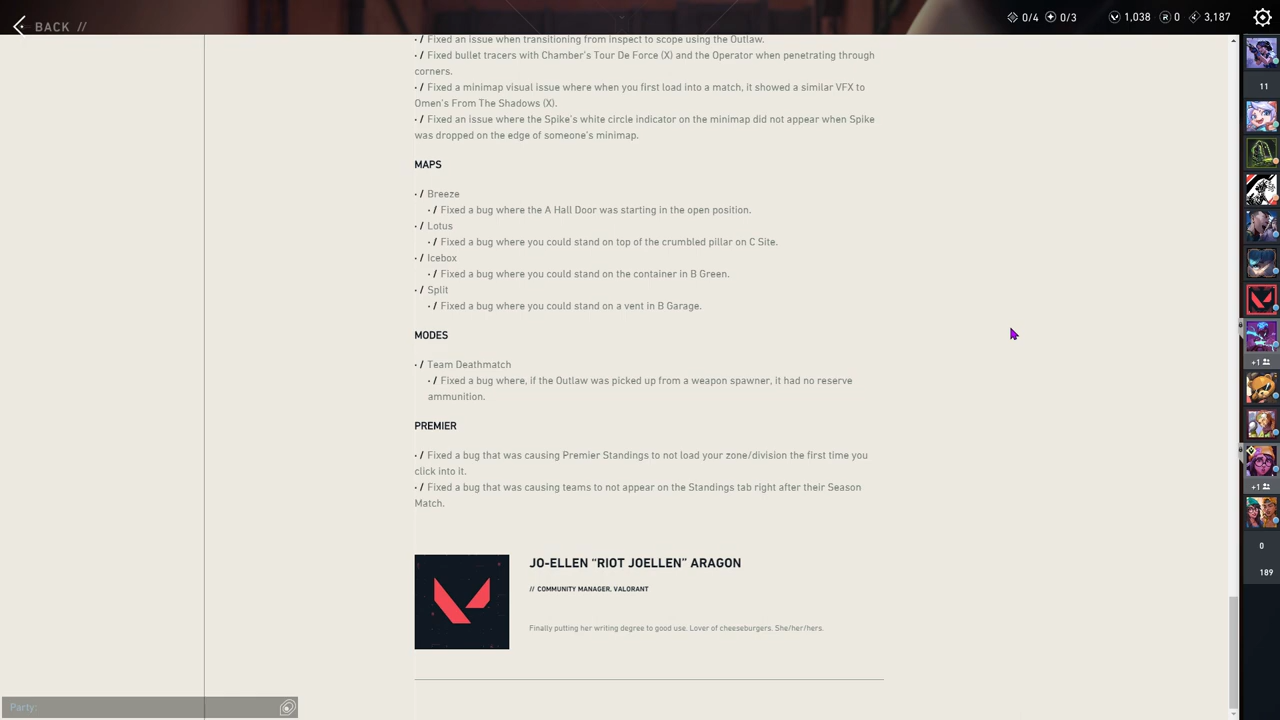 BACK //
0/4 0/3 1,038 R 0 3,187
· / Fixed an issue when transitioning from inspect to scope using the Outlaw.
· / Fixed bullet tracers with Chamber's Tour De Force (X) and the Operator when penetrating through
corners.
· / Fixed a minimap visual issue where when you first load into a match, it showed a similar VFX to
Omen's From The Shadows (X).
· / Fixed an issue where the Spike's white circle indicator on the minimap did not appear when Spike
was dropped on the edge of someone's minimap.
MAPS
· / Breeze
· / Fixed a bug where the A Hall Door was starting in the open position.
· / Lotus
· / Fixed a bug where you could stand on top of the crumbled pillar on C Site.
· / Icebox
· / Fixed a bug where you could stand on the container in B Green.
· / Split
· / Fixed a bug where you could stand on a vent in B Garage.
MODES
· / Team Deathmatch
· / Fixed a bug where, if the Outlaw was picked up from a weapon spawner, it had no reserve
ammunition.
PREMIER
· / Fixed a bug that was causing Premier Standings to not load your zone/division the first time you
click into it.
· / Fixed a bug that was causing teams to not appear on the Standings tab right after their Season
Match.
JO-ELLEN “RIOT JOELLEN” ARAGON
// COMMUNITY MANAGER, VALORANT
Finally putting her writing degree to good use. Lover of cheeseburgers. She/her/hers.
Party:
11
+1
+1
0
189